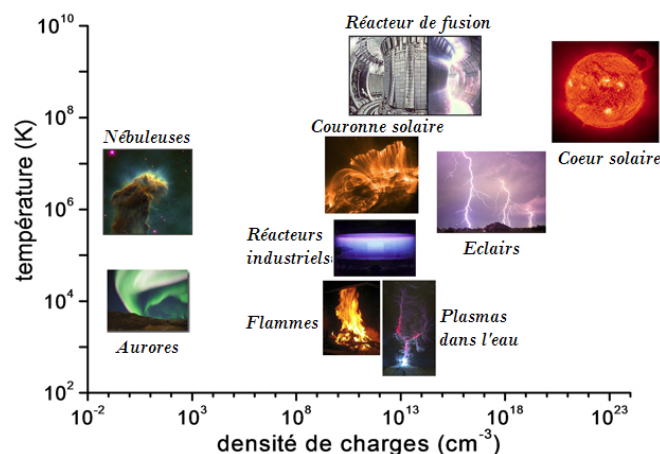 Réacteur de fusion
10^10
10^8
10^6
10^4
10^2
température (K)
Nébuleuses
Couronne solaire
Coeur solaire
Réacteurs
industriels
Eclairs
Aurores
Flammes
Plasmas
dans l'eau
10^-2
10^3
10^8
10^13
10^18
10^23
densité de charges (cm^-3)